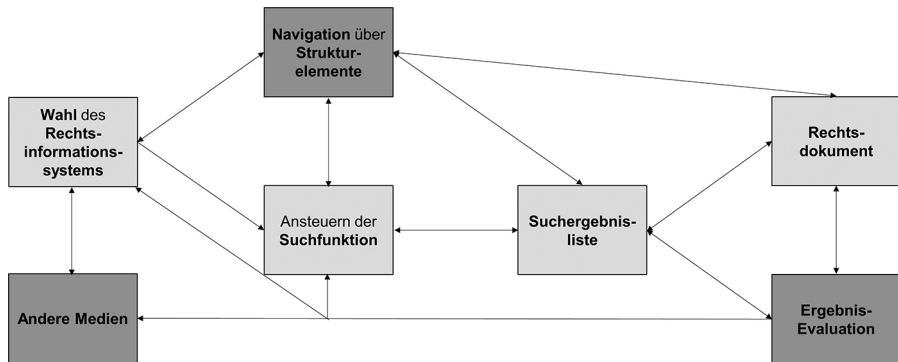 Navigation über
Struktur-
elemente
Wahl des
Rechts-
informations-
systems
Rechts-
dokument
Ansteuern der
Suchfunktion
Suchergebnis-
liste
Andere Medien
Ergebnis-
Evaluation